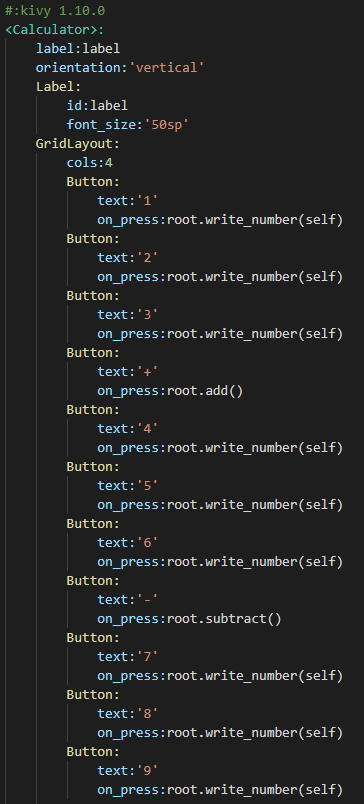 #:kivy 1.10.0
<Calculator>:
    label:label
    orientation:'vertical'
    Label:
        id:label
        font_size:'50sp'
    GridLayout:
        cols:4
        Button:
            text:'1'
            on_press:root.write_number(self)
        Button:
            text:'2'
            on_press:root.write_number(self)
        Button:
            text:'3'
            on_press:root.write_number(self)
        Button:
            text:'+'
            on_press:root.add()
        Button:
            text:'4'
            on_press:root.write_number(self)
        Button:
            text:'5'
            on_press:root.write_number(self)
        Button:
            text:'6'
            on_press:root.write_number(self)
        Button:
            text:'-'
            on_press:root.subtract()
        Button:
            text:'7'
            on_press:root.write_number(self)
        Button:
            text:'8'
            on_press:root.write_number(self)
        Button:
            text:'9'
            on_press:root.write_number(self)